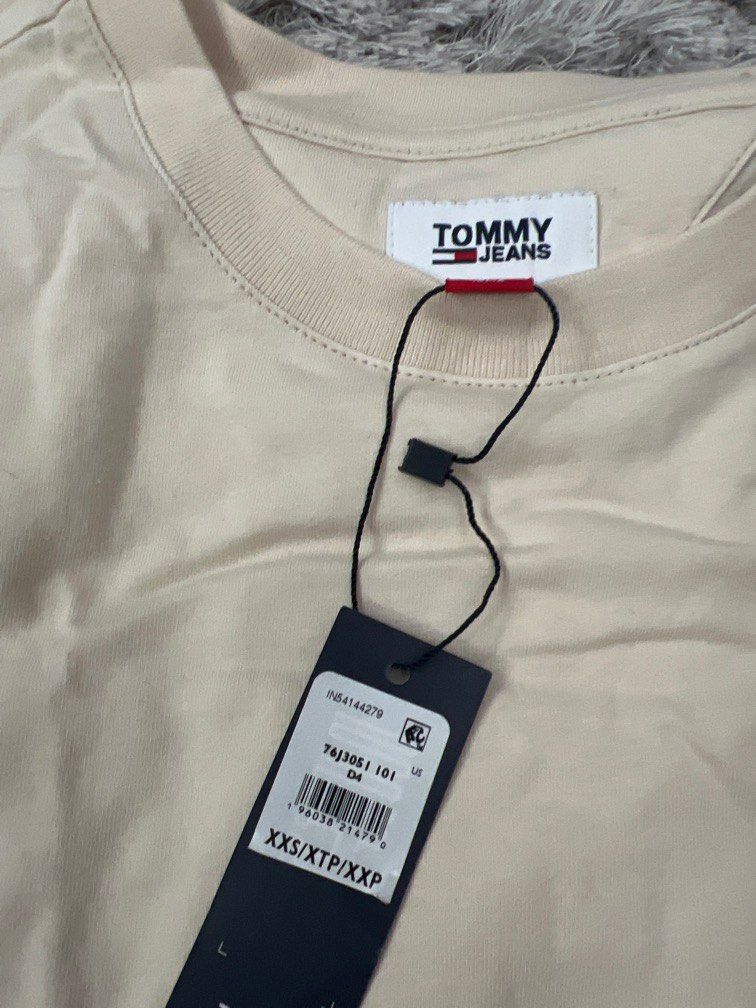 TOMMY
JEANS
IN54144279
76J3051 101
US
D4
1 96038 21479 0
XXS/XTP/XXP